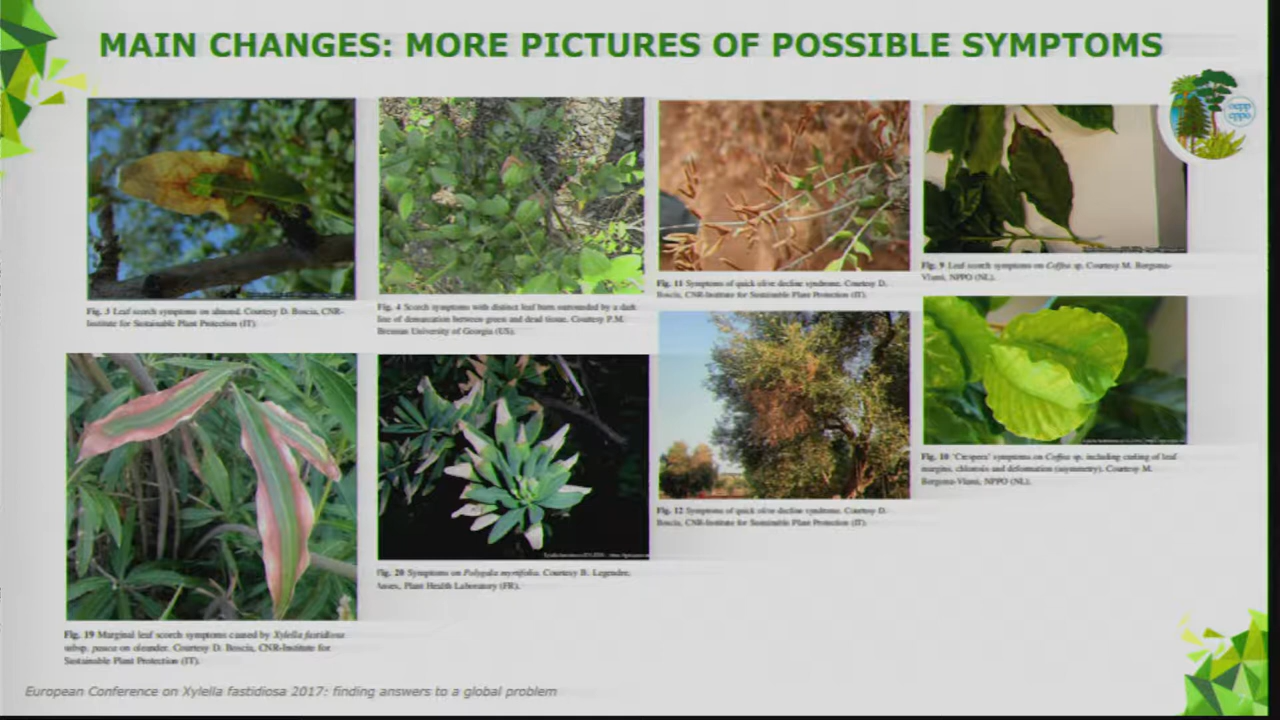 MAIN CHANGES: MORE PICTURES OF POSSIBLE SYMPTOMS
oepp
eppo
Fig. 3 Leaf scorch symptoms on almond. Courtesy D. Boscia, CNR-
Institute for Sustainable Plant Protection (IT).
Fig. 4 Scorch symptoms with distinct leaf burn surrounded by a dark
line of demarcation between green and dead tissue. Courtesy P.M.
Brennan University of Georgia (US).
Fig. 11 Symptoms of quick olive decline syndrome. Courtesy D.
Boscia, CNR-Institute for Sustainable Plant Protection (IT).
Fig. 9 Leaf scorch symptoms on Coffea sp. Courtesy M. Bergsma-
Vlami, NPPO (NL).
Fig. 10 'Crespera' symptoms on Coffea sp. including curling of leaf
margins, chlorosis and deformation (asymmetry). Courtesy M.
Bergsma-Vlami, NPPO (NL).
Fig. 12 Symptoms of quick olive decline syndrome. Courtesy D.
Boscia, CNR-Institute for Sustainable Plant Protection (IT).
Fig. 20 Symptoms on Polygala myrtifolia. Courtesy B. Legendre,
Anses, Plant Health Laboratory (FR).
Fig. 19 Marginal leaf scorch symptoms caused by Xylella fastidiosa
subsp. pauca on oleander. Courtesy D. Boscia, CNR-Institute for
Sustainable Plant Protection (IT).
European Conference on Xylella fastidiosa 2017: finding answers to a global problem